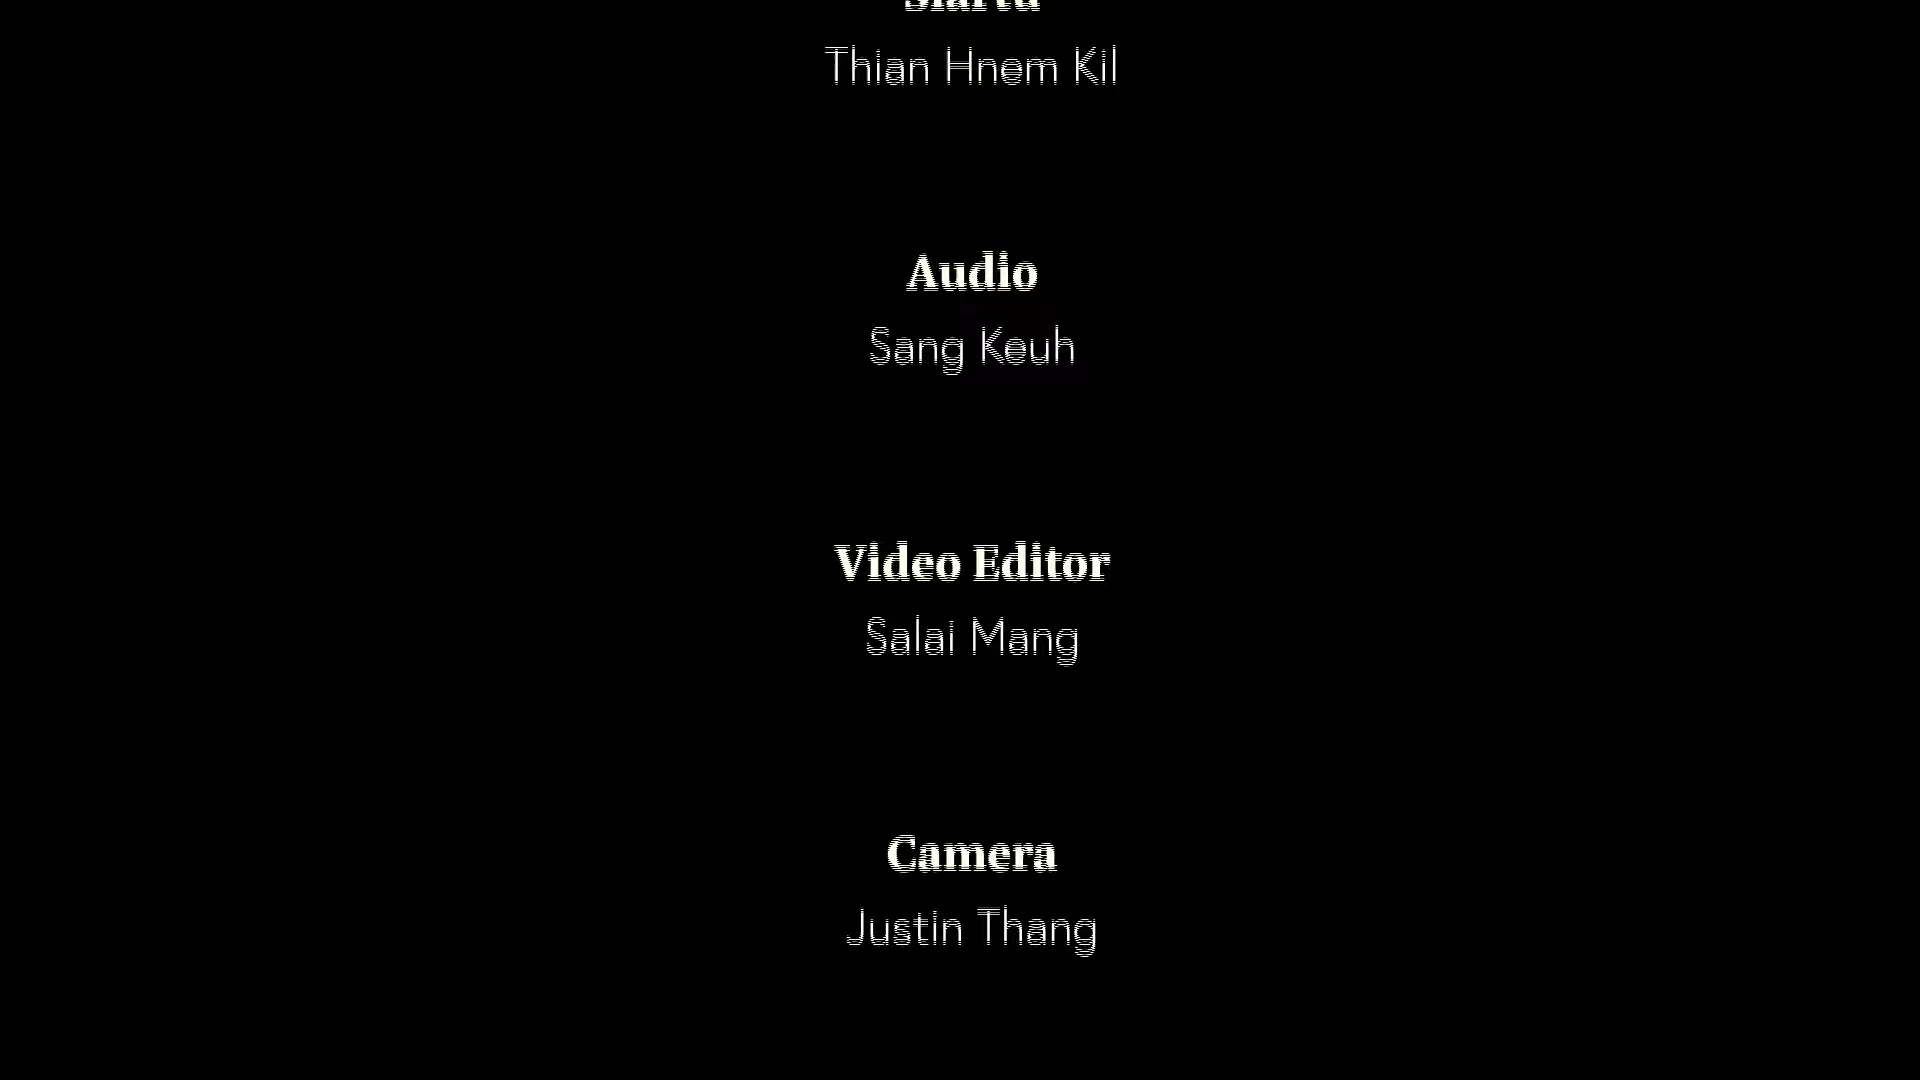 Thian Hnem Kil
Audio
Sang Keuh
Video Editor
Salai Mang
Camera
Justin Thang